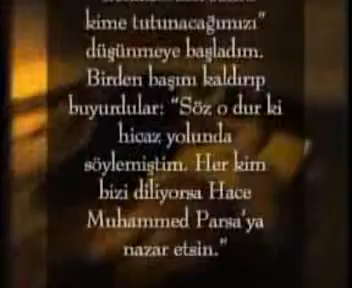 kime tutunacağımızı"
düşünmeye başladım.
Birden başını kaldırıp
buyurdular: "Söz o dur ki
hicaz yolunda
söylemiştim. Her kim
bizi diliyorsa Hace
Muhammed Parsa'ya
nazar etsin."